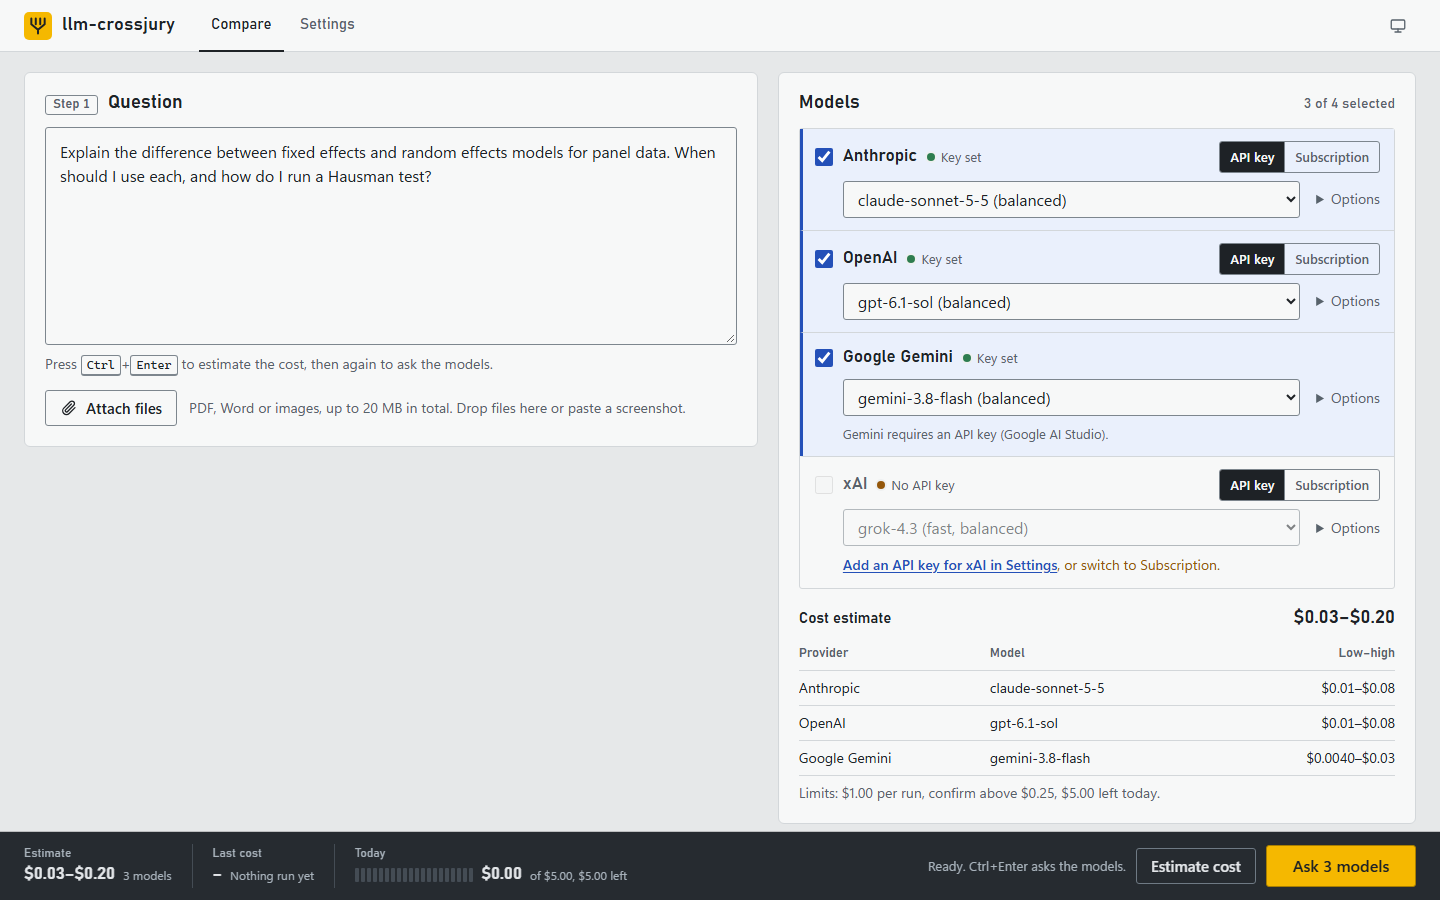 llm-crossjury
Compare
Settings
Step 1
Question
Explain the difference between fixed effects and random effects models for panel data. When
should I use each, and how do I run a Hausman test?
Press Ctrl+Enter to estimate the cost, then again to ask the models.
Attach files
PDF, Word or images, up to 20 MB in total. Drop files here or paste a screenshot.
Models
3 of 4 selected
Anthropic
Key set
API key
Subscription
claude-sonnet-5-5 (balanced)
Options
OpenAI
Key set
API key
Subscription
gpt-6.1-sol (balanced)
Options
Google Gemini
Key set
gemini-3.8-flash (balanced)
Options
Gemini requires an API key (Google AI Studio).
xAI
No API key
API key
Subscription
grok-4.3 (fast, balanced)
Options
Add an API key for xAI in Settings, or switch to Subscription.
Cost estimate
$0.03–$0.20
Provider
Model
Low–high
Anthropic
claude-sonnet-5-5
$0.01–$0.08
OpenAI
gpt-6.1-sol
$0.01–$0.08
Google Gemini
gemini-3.8-flash
$0.0040–$0.03
Limits: $1.00 per run, confirm above $0.25, $5.00 left today.
Estimate
$0.03–$0.20 3 models
Last cost
– Nothing run yet
Today
$0.00 of $5.00, $5.00 left
Ready. Ctrl+Enter asks the models.
Estimate cost
Ask 3 models